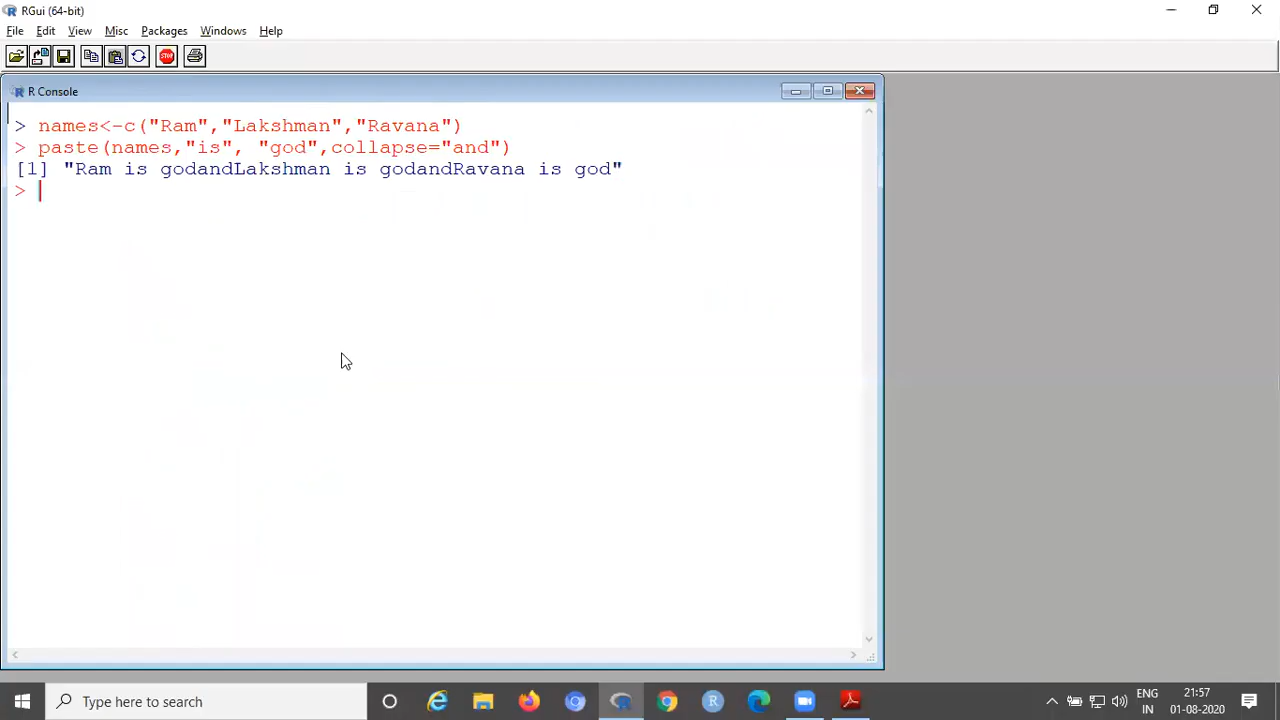 RGui (64-bit)
File Edit View Misc Packages Windows Help
STOP
R Console
> names<-c("Ram","Lakshman","Ravana")
> paste(names,"is", "god",collapse="and")
[1] "Ram is godandLakshman is godandRavana is god"
>
Type here to search
ENG 21:57
IN 01-08-2020